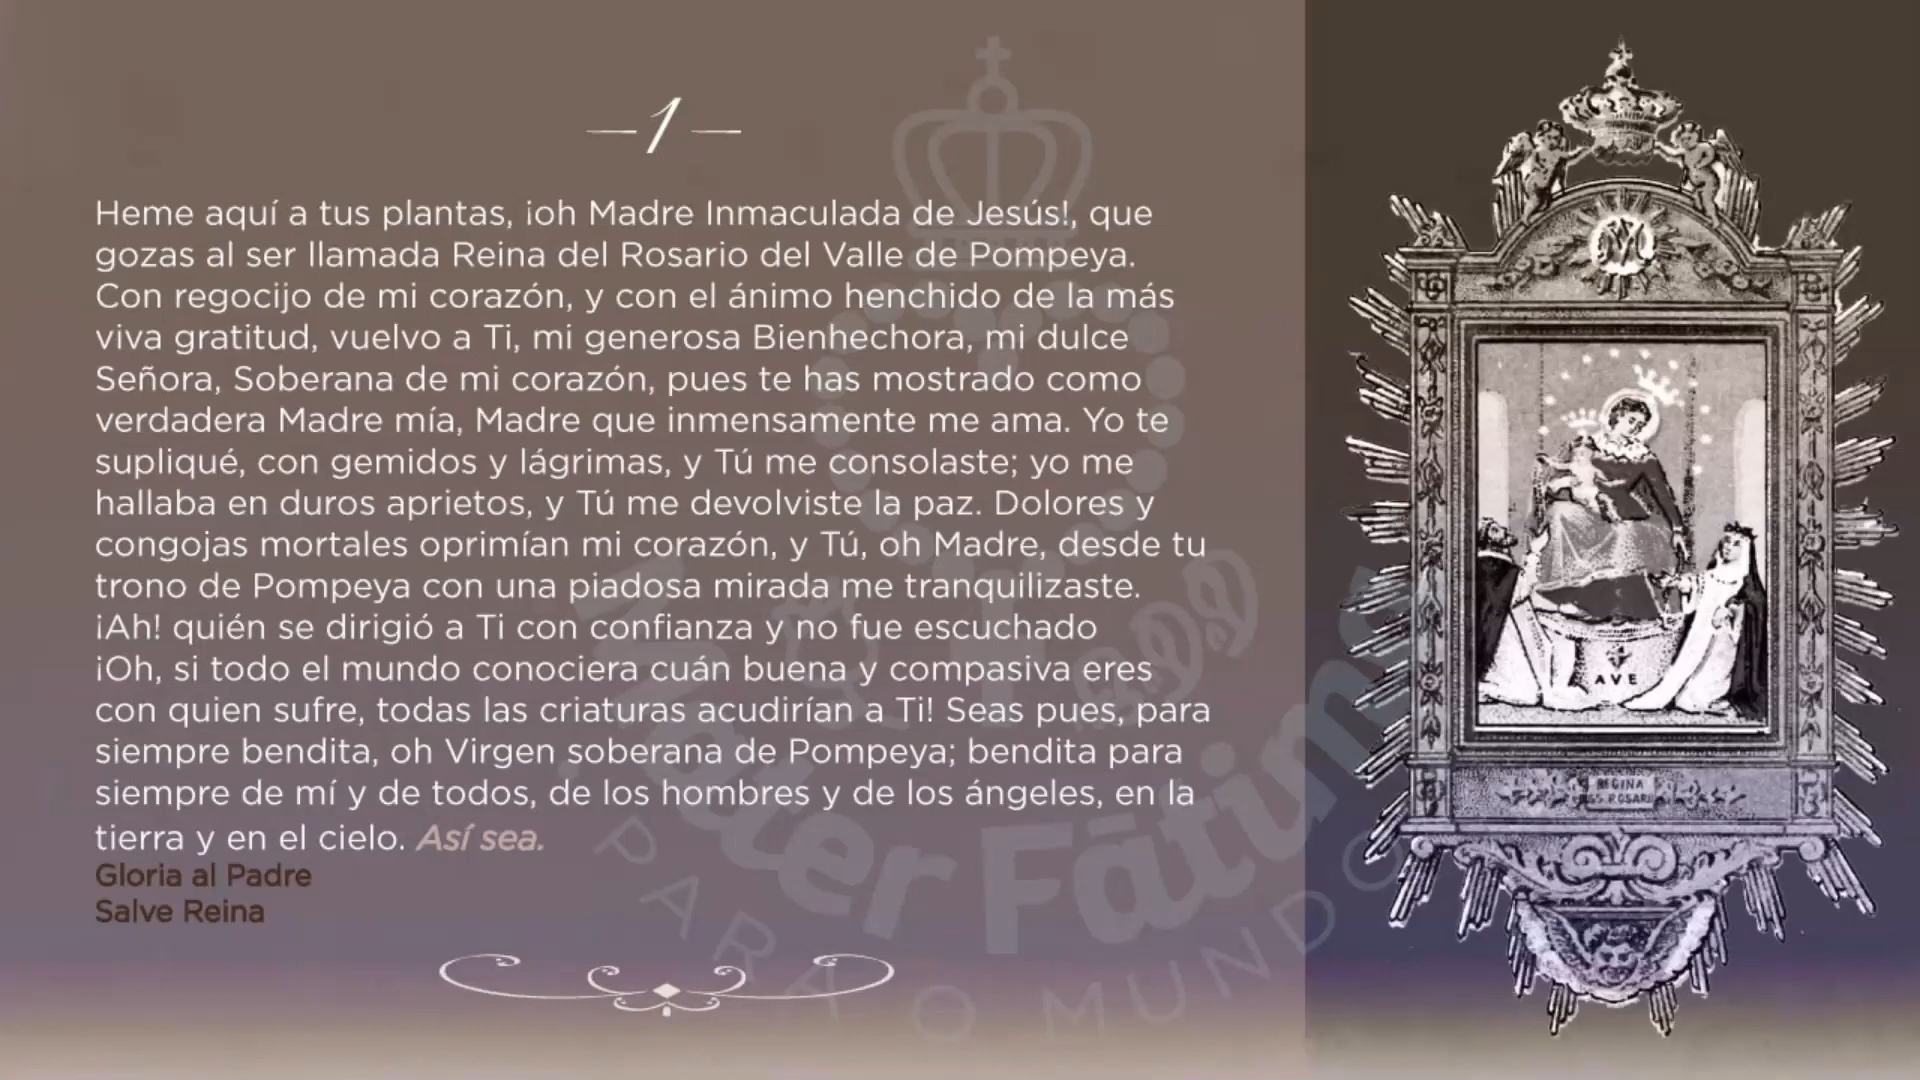 —1—
Heme aquí a tus plantas, ¡oh Madre Inmaculada de Jesús!, que
gozas al ser llamada Reina del Rosario del Valle de Pompeya.
Con regocijo de mi corazón, y con el ánimo henchido de la más
viva gratitud, vuelvo a Ti, mi generosa Bienhechora, mi dulce
Señora, Soberana de mi corazón, pues te has mostrado como
verdadera Madre mía, Madre que inmensamente me ama. Yo te
supliqué, con gemidos y lágrimas, y Tú me consolaste; yo me
hallaba en duros aprietos, y Tú me devolviste la paz. Dolores y
congojas mortales oprimían mi corazón, y Tú, oh Madre, desde tu
trono de Pompeya con una piadosa mirada me tranquilizaste.
¡Ah! quién se dirigió a Ti con confianza y no fue escuchado
¡Oh, si todo el mundo conociera cuán buena y compasiva eres
con quien sufre, todas las criaturas acudirían a Ti! Seas pues, para
siempre bendita, oh Virgen soberana de Pompeya; bendita para
siempre de mí y de todos, de los hombres y de los ángeles, en la
tierra y en el cielo. Así sea.
Gloria al Padre
Salve Reina
Mater Fátima
PARA O MUNDO
AVE
REGINA